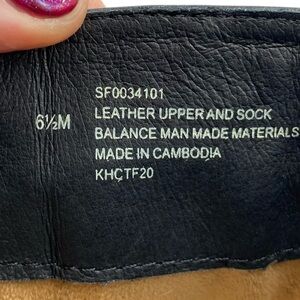 SF0034101
6½M
LEATHER UPPER AND SOCK
BALANCE MAN MADE MATERIALS
MADE IN CAMBODIA
KHCTF20